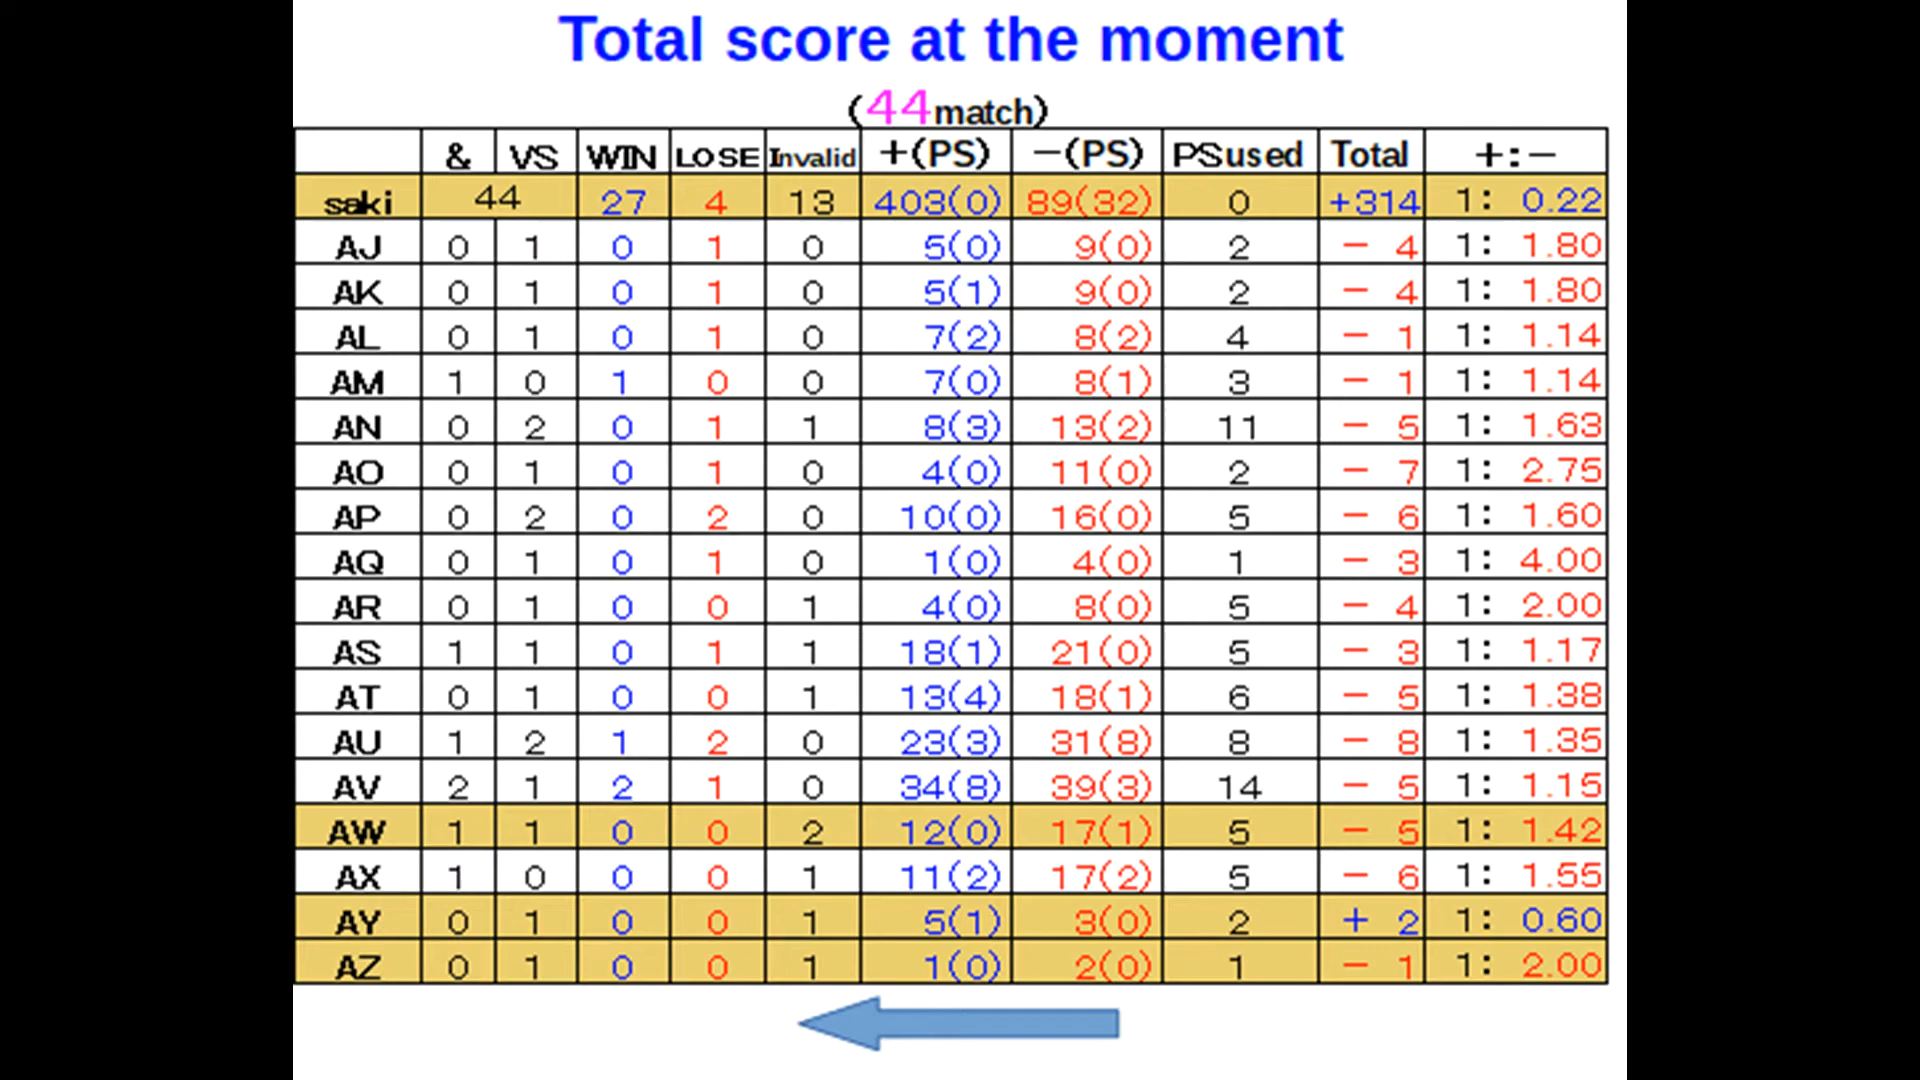 Total score at the moment
(44match)
& VS WIN LOSE Invalid +(PS) −(PS) PSused Total +:−
saki 44 27 4 13 403(0) 89(32) 0 +314 1: 0.22
AJ 0 1 0 1 0 5(0) 9(0) 2 − 4 1: 1.80
AK 0 1 0 1 0 5(1) 9(0) 2 − 4 1: 1.80
AL 0 1 0 1 0 7(2) 8(2) 4 − 1 1: 1.14
AM 1 0 1 0 0 7(0) 8(1) 3 − 1 1: 1.14
AN 0 2 0 1 1 8(3) 13(2) 11 − 5 1: 1.63
AO 0 1 0 1 0 4(0) 11(0) 2 − 7 1: 2.75
AP 0 2 0 2 0 10(0) 16(0) 5 − 6 1: 1.60
AQ 0 1 0 1 0 1(0) 4(0) 1 − 3 1: 4.00
AR 0 1 0 0 1 4(0) 8(0) 5 − 4 1: 2.00
AS 1 1 0 1 1 18(1) 21(0) 5 − 3 1: 1.17
AT 0 1 0 0 1 13(4) 18(1) 6 − 5 1: 1.38
AU 1 2 1 2 0 23(3) 31(8) 8 − 8 1: 1.35
AV 2 1 2 1 0 34(8) 39(3) 14 − 5 1: 1.15
AW 1 1 0 0 2 12(0) 17(1) 5 − 5 1: 1.42
AX 1 0 0 0 1 11(2) 17(2) 5 − 6 1: 1.55
AY 0 1 0 0 1 5(1) 3(0) 2 + 2 1: 0.60
AZ 0 1 0 0 1 1(0) 2(0) 1 − 1 1: 2.00